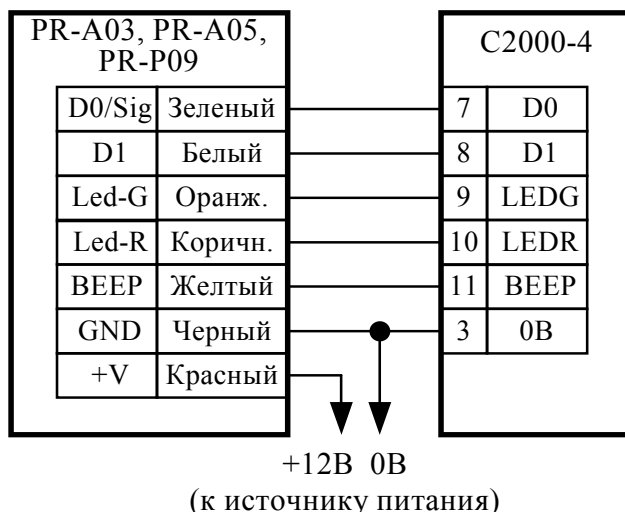 PR-A03, PR-A05,
PR-P09
С2000-4
D0/Sig Зеленый 7 D0
D1 Белый 8 D1
Led-G Оранж. 9 LEDG
Led-R Коричн. 10 LEDR
BEEP Желтый 11 BEEP
GND Черный 3 0В
+V Красный
+12В 0В
(к источнику питания)